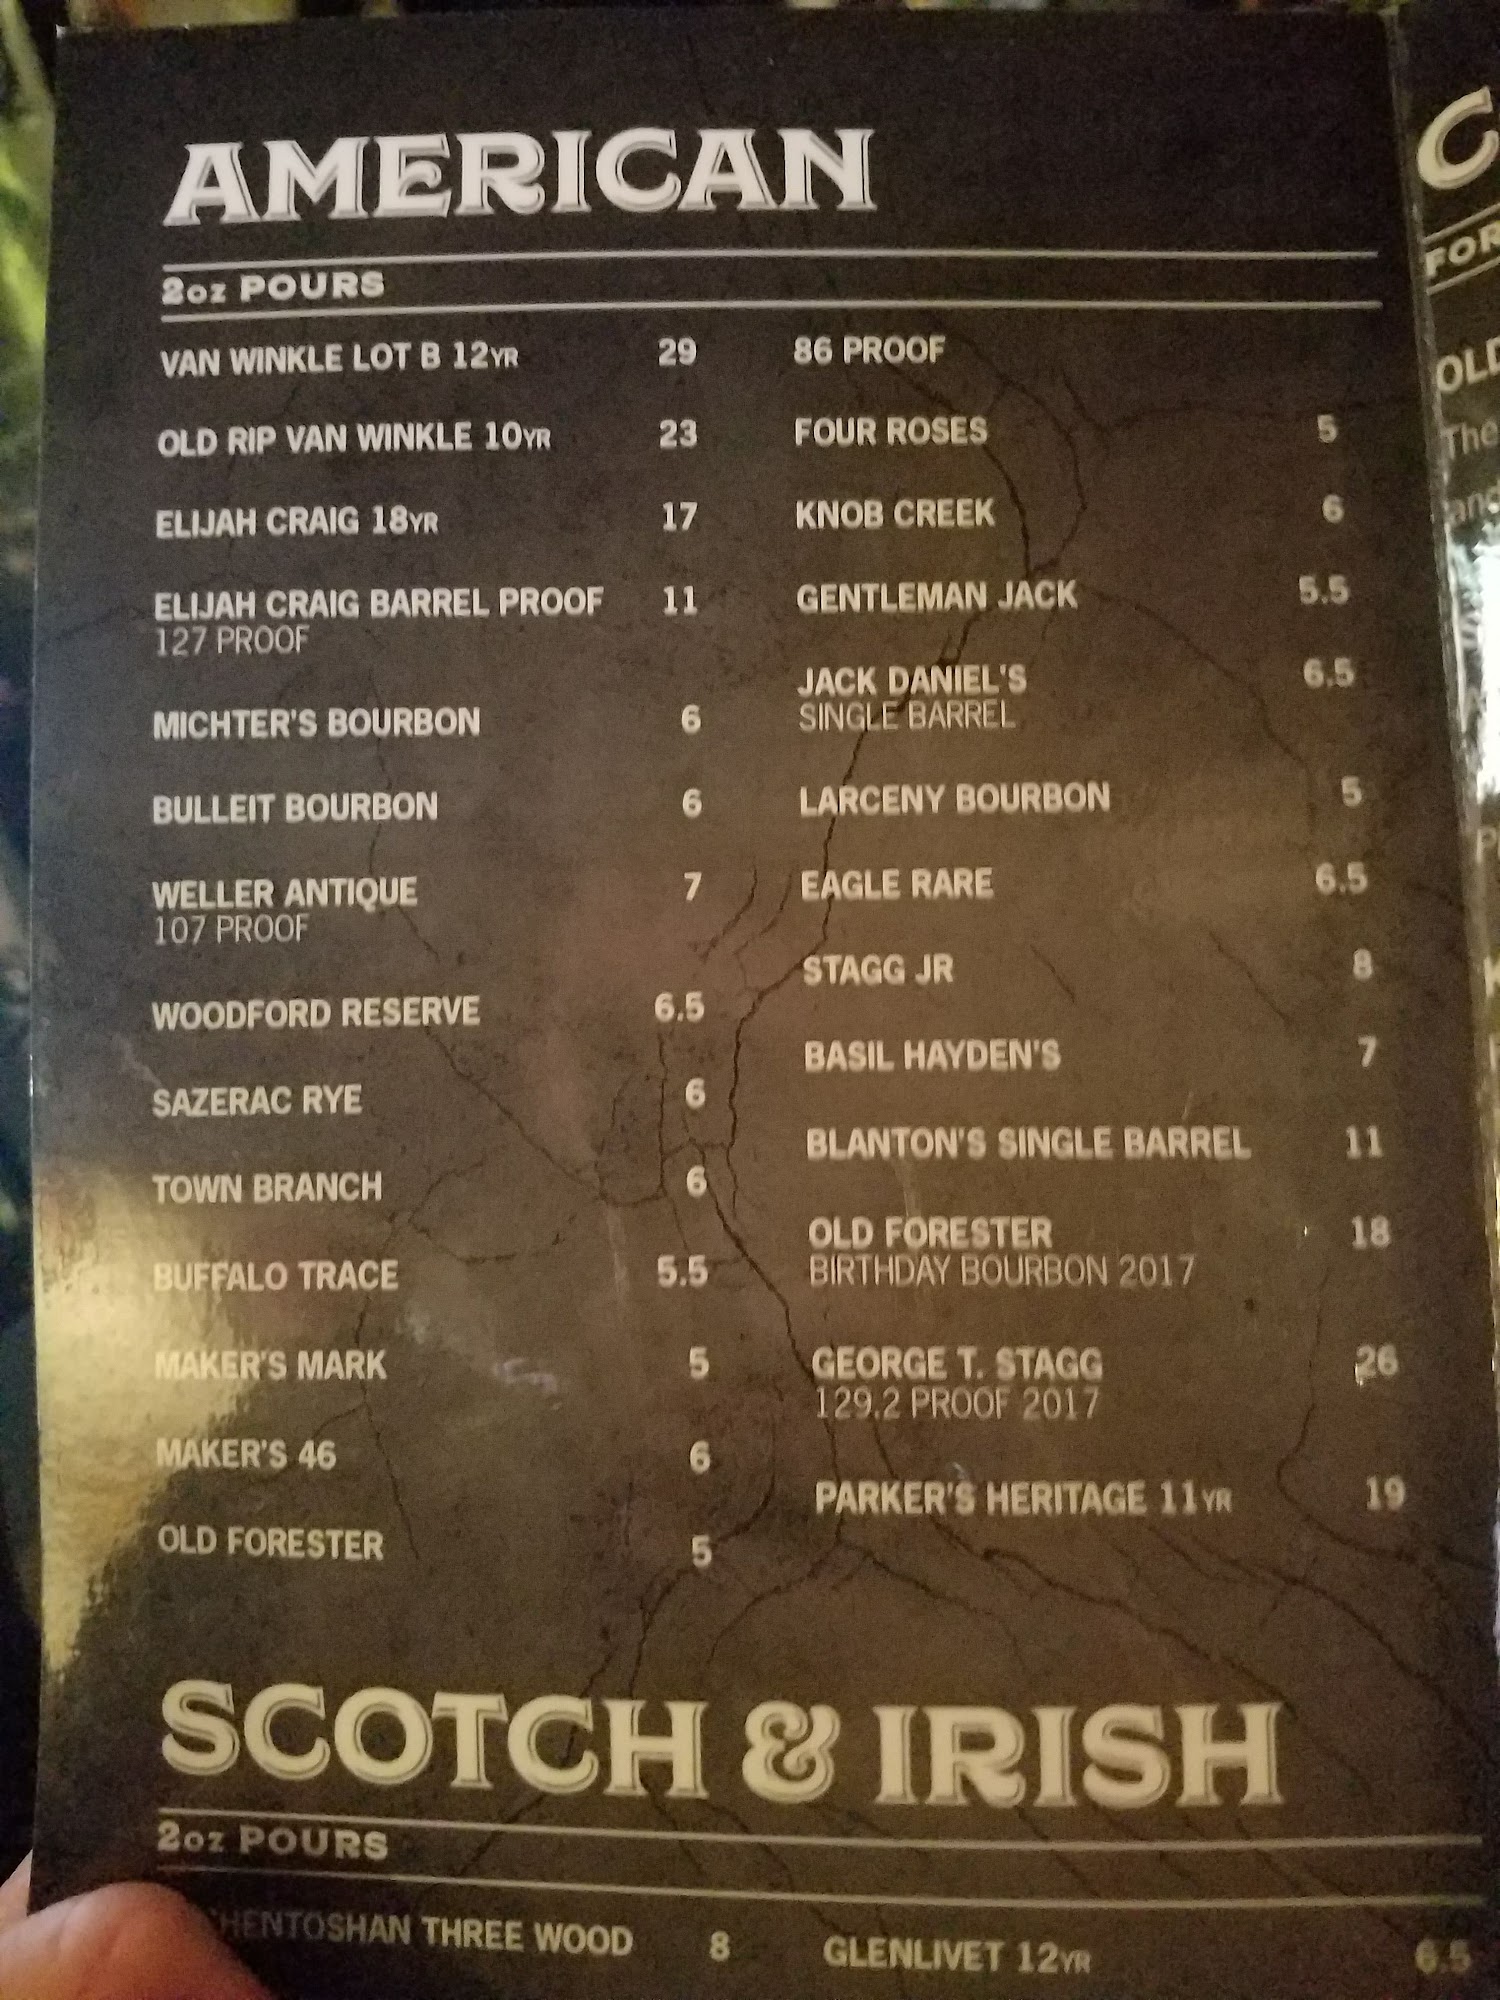 AMERICAN
2oz POURS
VAN WINKLE LOT B 12YR 29
OLD RIP VAN WINKLE 10YR 23
ELIJAH CRAIG 18YR 17
ELIJAH CRAIG BARREL PROOF 11
127 PROOF
MICHTER'S BOURBON 6
BULLEIT BOURBON 6
WELLER ANTIQUE 7
107 PROOF
WOODFORD RESERVE 6.5
SAZERAC RYE 6
TOWN BRANCH 6
BUFFALO TRACE 5.5
MAKER'S MARK 5
MAKER'S 46 6
OLD FORESTER 5
86 PROOF
FOUR ROSES 5
KNOB CREEK 6
GENTLEMAN JACK 5.5
JACK DANIEL'S 6.5
SINGLE BARREL
LARCENY BOURBON 5
EAGLE RARE 6.5
STAGG JR 8
BASIL HAYDEN'S 7
BLANTON'S SINGLE BARREL 11
OLD FORESTER 18
BIRTHDAY BOURBON 2017
GEORGE T. STAGG 26
129.2 PROOF 2017
PARKER'S HERITAGE 11YR 19
SCOTCH & IRISH
2oz POURS
HENTOSHAN THREE WOOD 8
GLENLIVET 12YR 6.5
FOR
OLD
The
and